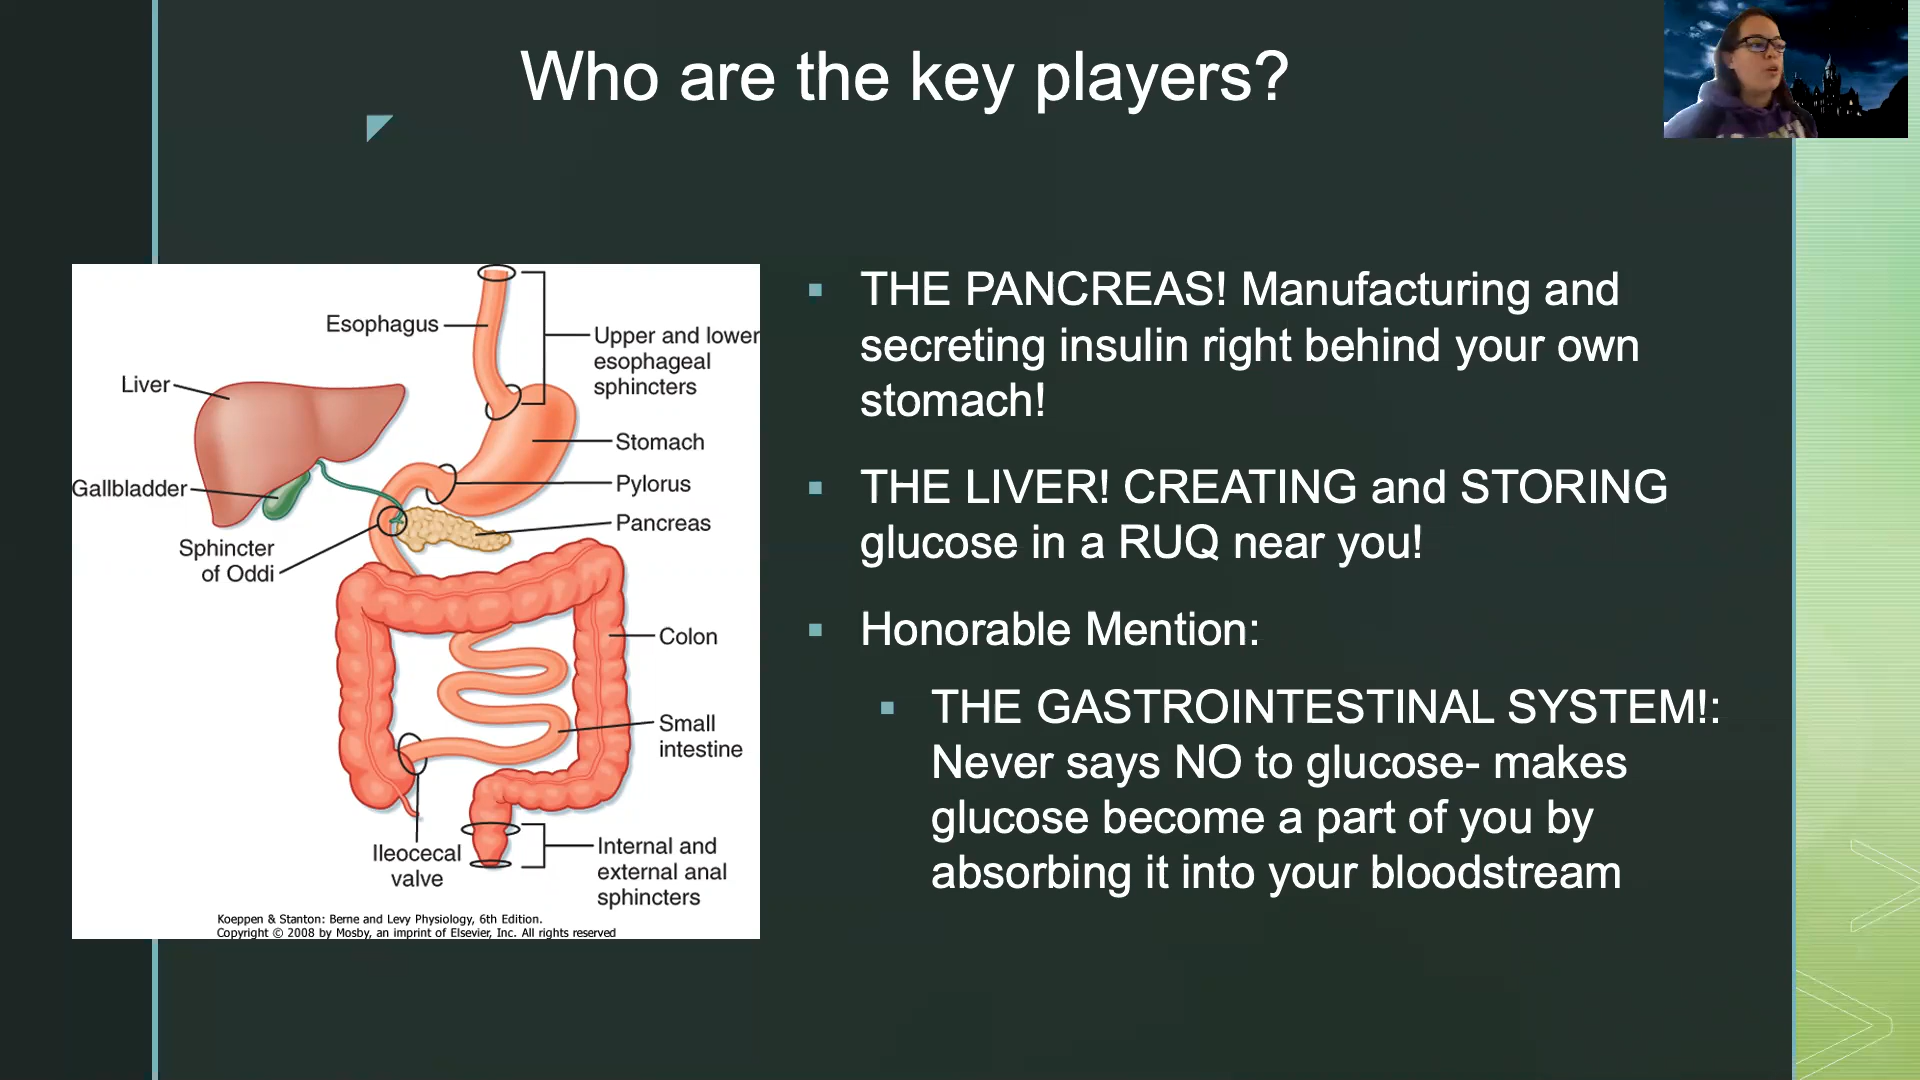 Who are the key players?
Esophagus
Upper and lower
esophageal
sphincters
Liver
Stomach
Gallbladder
Pylorus
Pancreas
Sphincter
of Oddi
Colon
Small
intestine
Ileocecal
valve
Internal and
external anal
sphincters
Koeppen & Stanton: Berne and Levy Physiology, 6th Edition.
Copyright © 2008 by Mosby, an imprint of Elsevier, Inc. All rights reserved
THE PANCREAS! Manufacturing and
secreting insulin right behind your own
stomach!
THE LIVER! CREATING and STORING
glucose in a RUQ near you!
Honorable Mention:
THE GASTROINTESTINAL SYSTEM!:
Never says NO to glucose- makes
glucose become a part of you by
absorbing it into your bloodstream